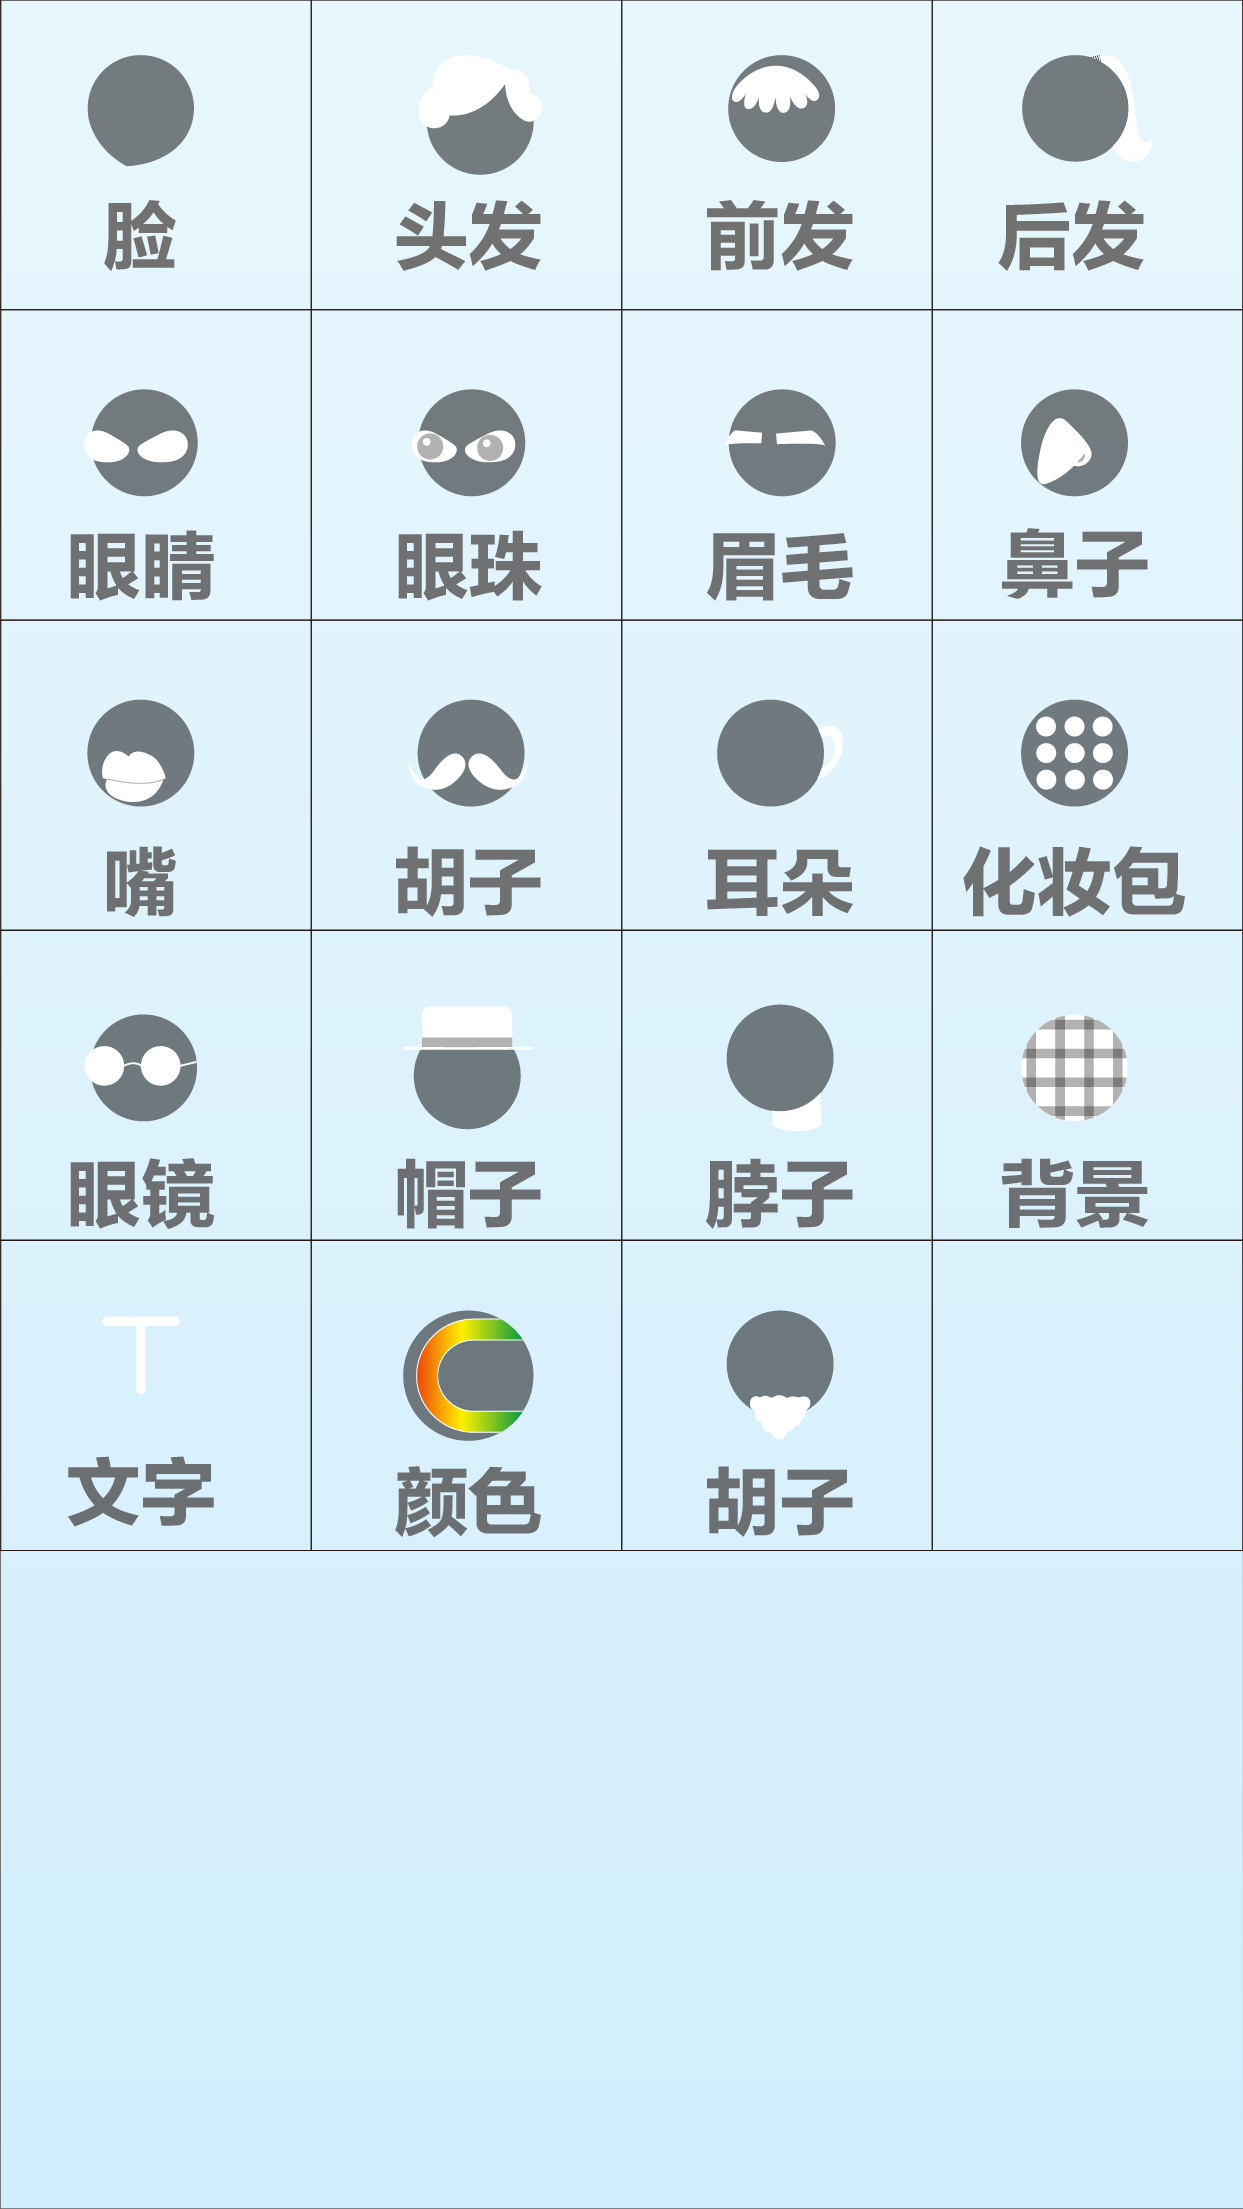 脸
头发
前发
后发
眼睛
眼珠
眉毛
鼻子
嘴
胡子
耳朵
化妆包
眼镜
帽子
脖子
背景
文字
颜色
胡子